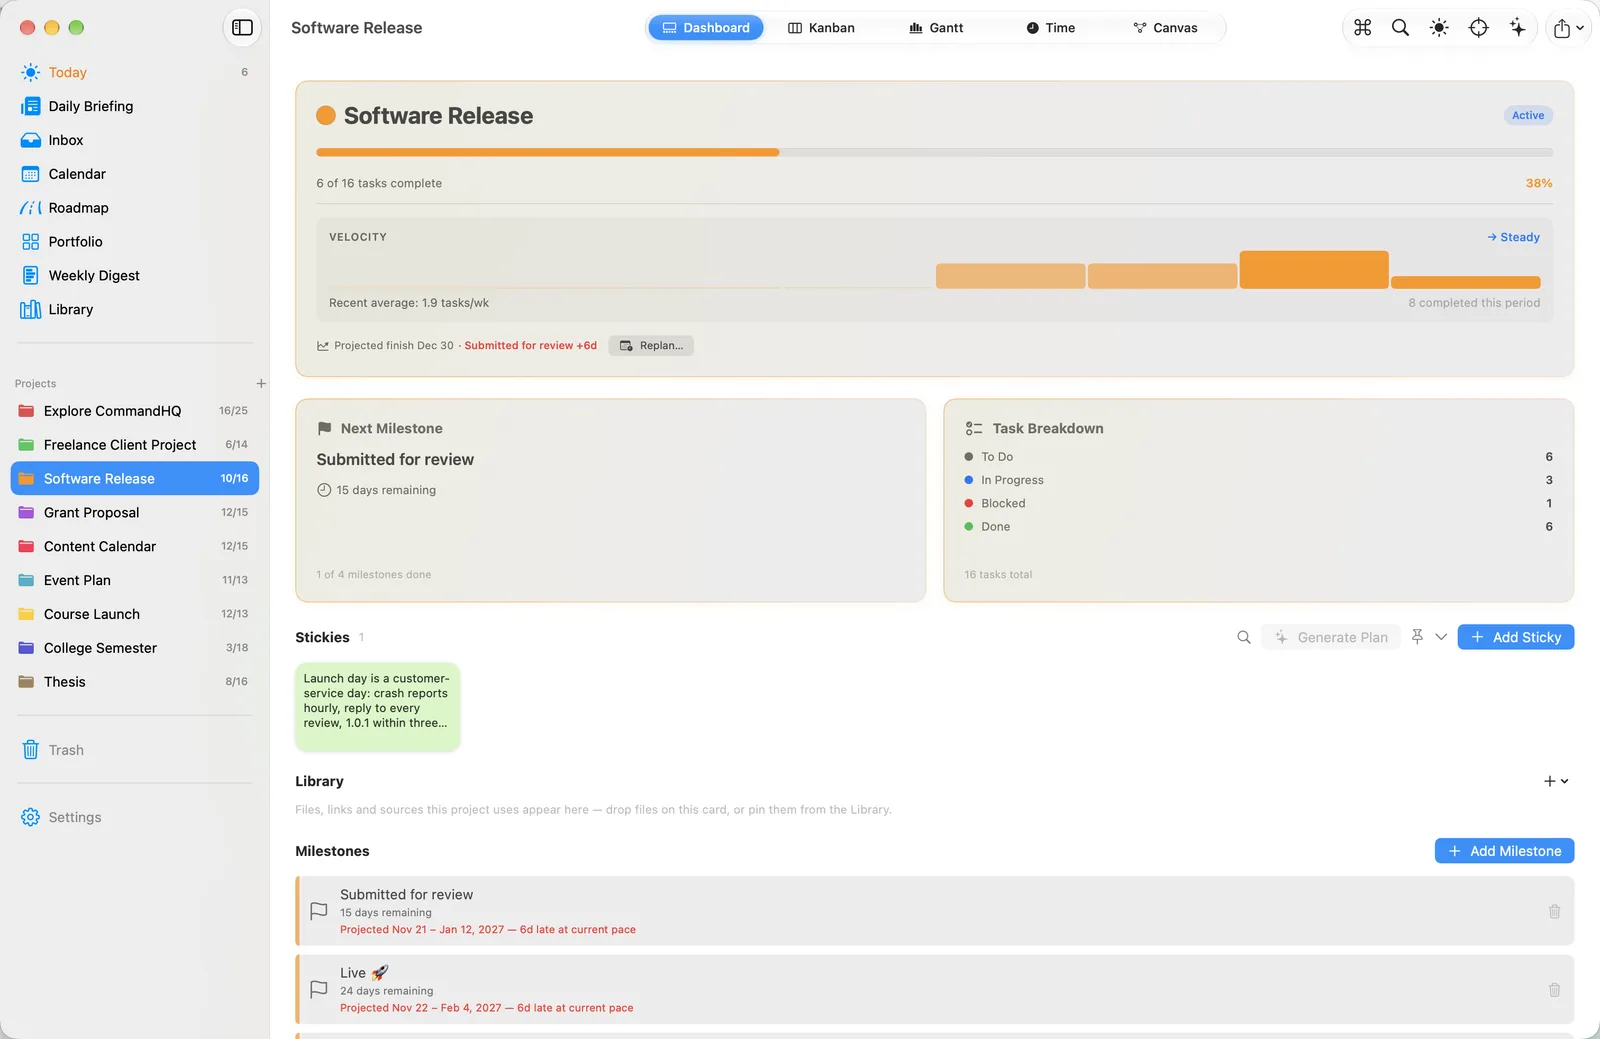 Software Release
Dashboard
Kanban
Gantt
Time
Canvas
Today 6
Daily Briefing
Inbox
Calendar
Roadmap
Portfolio
Weekly Digest
Library
Projects
Explore CommandHQ 16/25
Freelance Client Project 6/14
Software Release 10/16
Grant Proposal 12/15
Content Calendar 12/15
Event Plan 11/13
Course Launch 12/13
College Semester 3/18
Thesis 8/16
Trash
Settings
Software Release
Active
6 of 16 tasks complete
38%
VELOCITY
→ Steady
Recent average: 1.9 tasks/wk
8 completed this period
Projected finish Dec 30 · Submitted for review +6d
Replan...
Next Milestone
Submitted for review
15 days remaining
1 of 4 milestones done
Task Breakdown
To Do 6
In Progress 3
Blocked 1
Done 6
16 tasks total
Stickies 1
Generate Plan
+ Add Sticky
Launch day is a customer-
service day: crash reports
hourly, reply to every
review, 1.0.1 within three...
Library
Files, links and sources this project uses appear here — drop files on this card, or pin them from the Library.
Milestones
+ Add Milestone
Submitted for review
15 days remaining
Projected Nov 21 – Jan 12, 2027 — 6d late at current pace
Live 🚀
24 days remaining
Projected Nov 22 – Feb 4, 2027 — 6d late at current pace